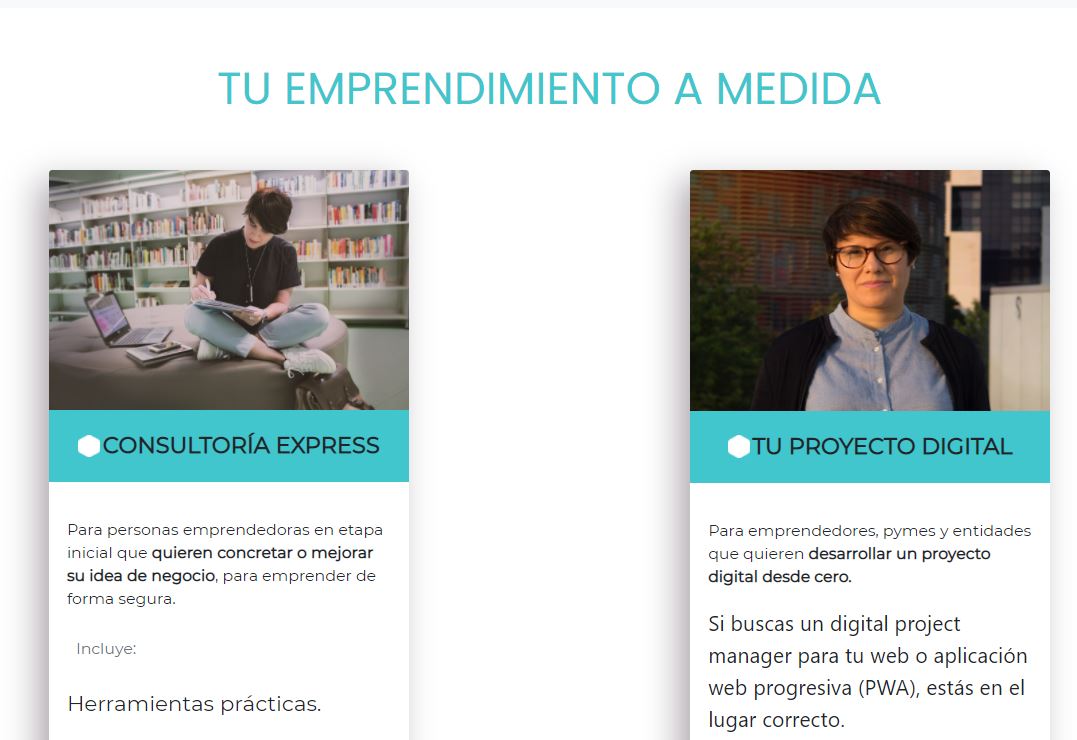 TU EMPRENDIMIENTO A MEDIDA
CONSULTORÍA EXPRESS
Para personas emprendedoras en etapa
inicial que quieren concretar o mejorar
su idea de negocio, para emprender de
forma segura.
Incluye:
Herramientas prácticas.
TU PROYECTO DIGITAL
Para emprendedores, pymes y entidades
que quieren desarrollar un proyecto
digital desde cero.
Si buscas un digital project
manager para tu web o aplicación
web progresiva (PWA), estás en el
lugar correcto.